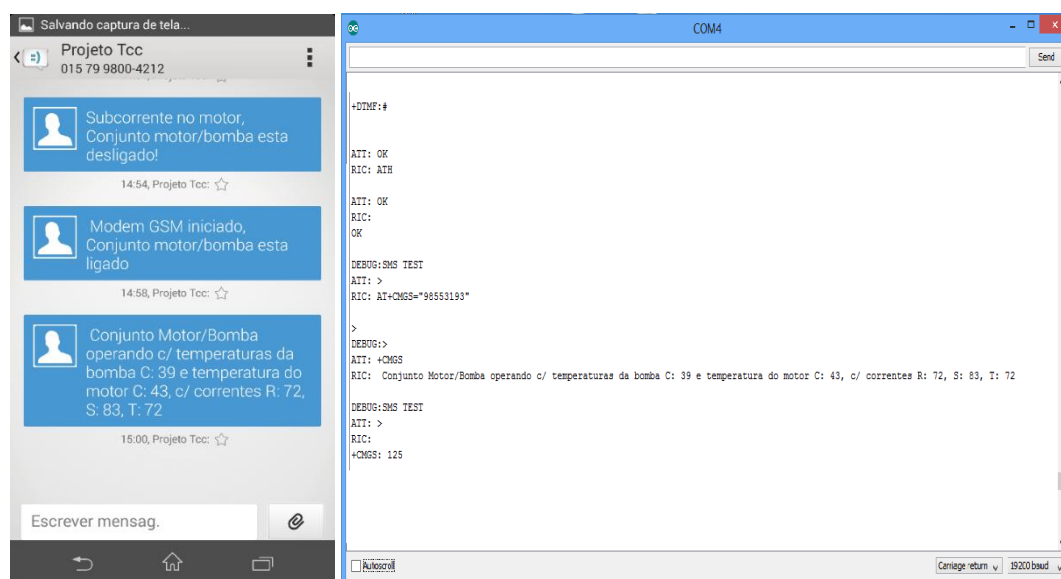 Salvando captura de tela...
Projeto Tcc
015 79 9800-4212
Subcorrente no motor,
Conjunto motor/bomba esta
desligado!
14:54, Projeto Tcc:
Modem GSM iniciado,
Conjunto motor/bomba esta
ligado
14:58, Projeto Tcc:
Conjunto Motor/Bomba
operando c/ temperaturas da
bomba C: 39 e temperatura do
motor C: 43, c/ correntes R: 72,
S: 83, T: 72
15:00, Projeto Tcc:
Escrever mensag.
COM4
Send
+DTMF:#
ATT: OK
RIC: ATH
ATT: OK
RIC:
OK
DEBUG:SMS TEST
ATT: >
RIC: AT+CMGS="98553193"
>
DEBUG:>
ATT: +CMGS
RIC:  Conjunto Motor/Bomba operando c/ temperaturas da bomba C: 39 e temperatura do motor C: 43, c/ correntes R: 72, S: 83, T: 72
DEBUG:SMS TEST
ATT: >
RIC:
+CMGS: 125
Autoscroll
Carriage return
19200 baud